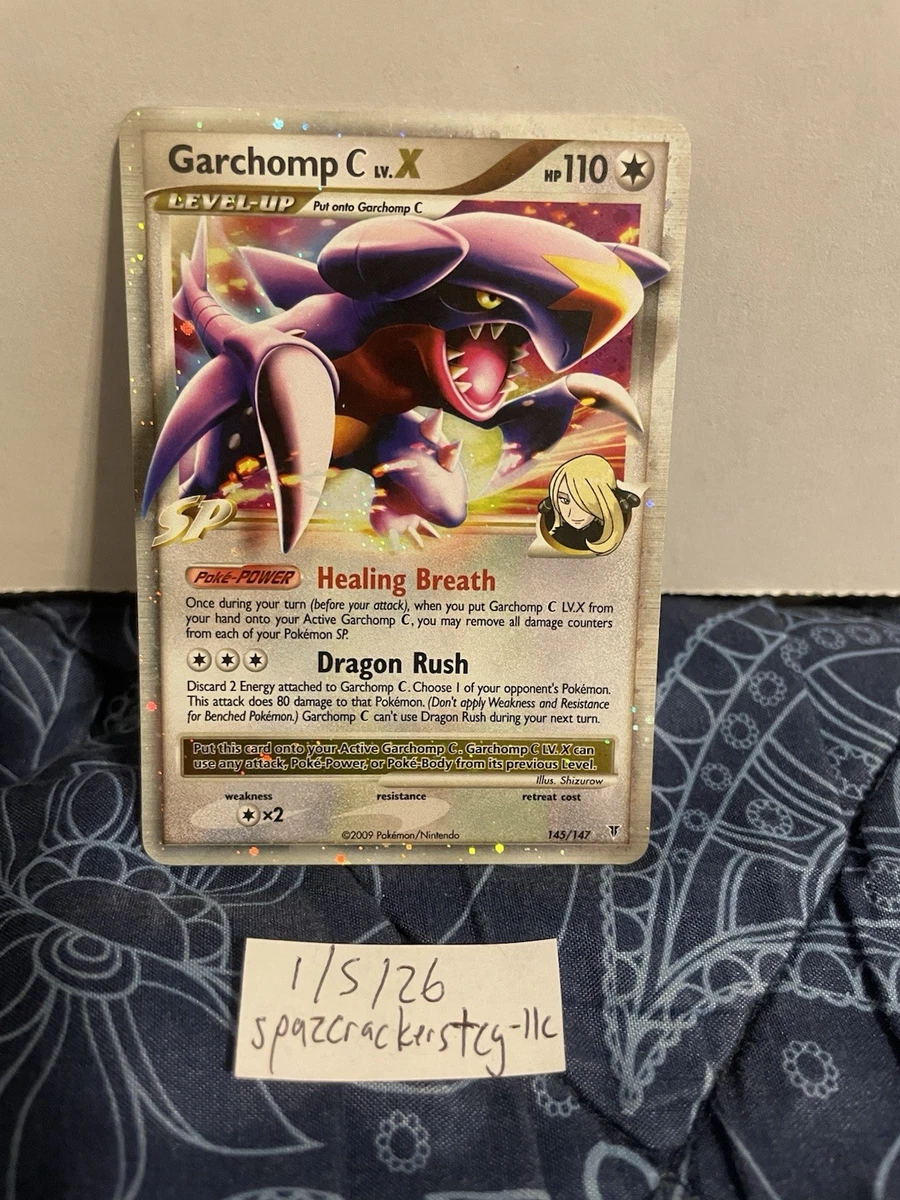 Garchomp C LV.X HP110
LEVEL-UP Put onto Garchomp C
SP
Poké-POWER Healing Breath
Once during your turn (before your attack), when you put Garchomp C LV.X from
your hand onto your Active Garchomp C, you may remove all damage counters
from each of your Pokémon SP.
Dragon Rush
Discard 2 Energy attached to Garchomp C. Choose 1 of your opponent's Pokémon.
This attack does 80 damage to that Pokémon. (Don't apply Weakness and Resistance
for Benched Pokémon.) Garchomp C can't use Dragon Rush during your next turn.
Put this card onto your Active Garchomp C. Garchomp C LV. X can
use any attack, Poké-Power, or Poké-Body from its previous Level.
Illus. Shizurow
weakness resistance retreat cost
×2
©2009 Pokémon/Nintendo 145/147
1/5/26
spazcrackerstcg-llc